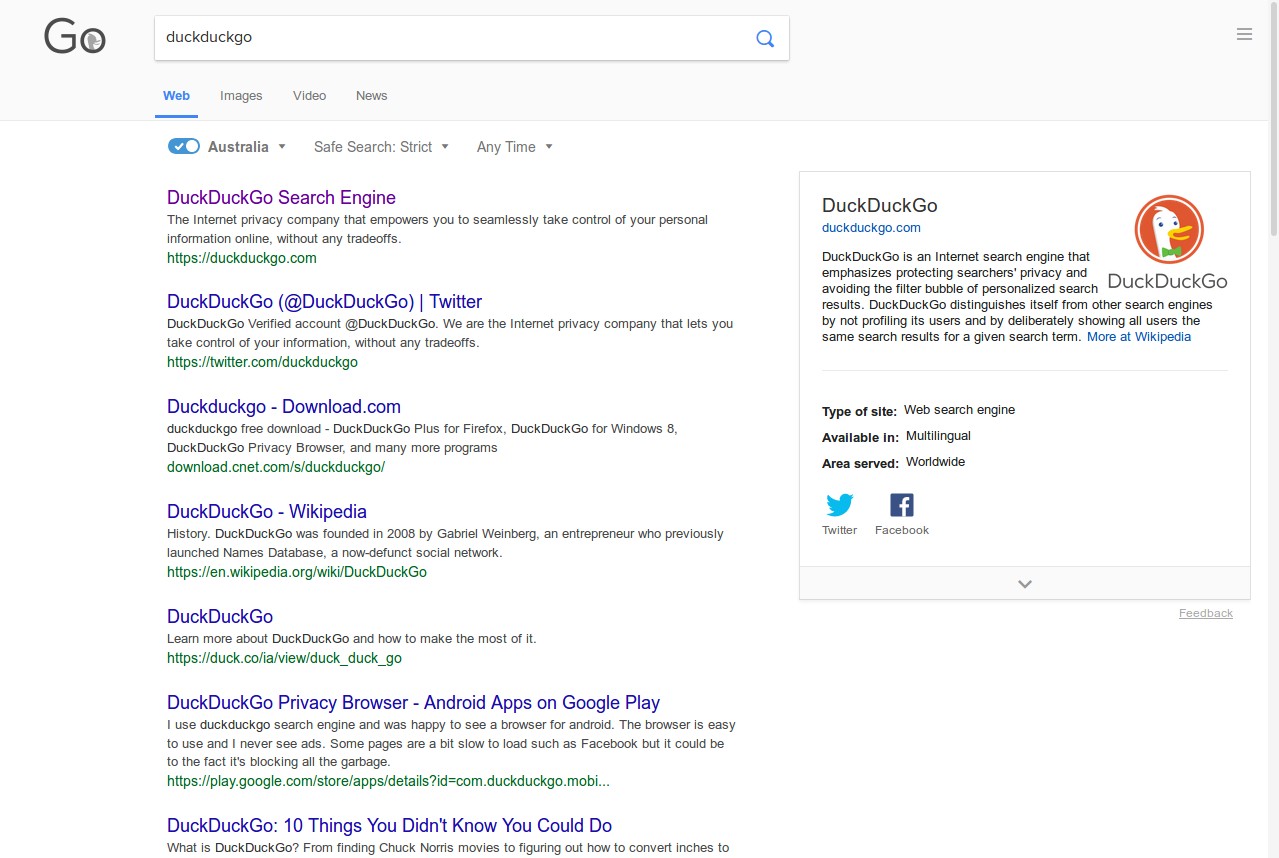 Go
duckduckgo
Web Images Video News
Australia Safe Search: Strict Any Time
DuckDuckGo Search Engine
The Internet privacy company that empowers you to seamlessly take control of your personal
information online, without any tradeoffs.
https://duckduckgo.com
DuckDuckGo (@DuckDuckGo) | Twitter
DuckDuckGo Verified account @DuckDuckGo. We are the Internet privacy company that lets you
take control of your information, without any tradeoffs.
https://twitter.com/duckduckgo
Duckduckgo - Download.com
duckduckgo free download - DuckDuckGo Plus for Firefox, DuckDuckGo for Windows 8,
DuckDuckGo Privacy Browser, and many more programs
download.cnet.com/s/duckduckgo/
DuckDuckGo - Wikipedia
History. DuckDuckGo was founded in 2008 by Gabriel Weinberg, an entrepreneur who previously
launched Names Database, a now-defunct social network.
https://en.wikipedia.org/wiki/DuckDuckGo
DuckDuckGo
Learn more about DuckDuckGo and how to make the most of it.
https://duck.co/ia/view/duck_duck_go
DuckDuckGo Privacy Browser - Android Apps on Google Play
I use duckduckgo search engine and was happy to see a browser for android. The browser is easy
to use and I never see ads. Some pages are a bit slow to load such as Facebook but it could be
to the fact it's blocking all the garbage.
https://play.google.com/store/apps/details?id=com.duckduckgo.mobi...
DuckDuckGo: 10 Things You Didn't Know You Could Do
What is DuckDuckGo? From finding Chuck Norris movies to figuring out how to convert inches to
DuckDuckGo
duckduckgo.com
DuckDuckGo
DuckDuckGo is an Internet search engine that
emphasizes protecting searchers' privacy and
avoiding the filter bubble of personalized search
results. DuckDuckGo distinguishes itself from other search engines
by not profiling its users and by deliberately showing all users the
same search results for a given search term. More at Wikipedia
Type of site: Web search engine
Available in: Multilingual
Area served: Worldwide
Twitter Facebook
Feedback